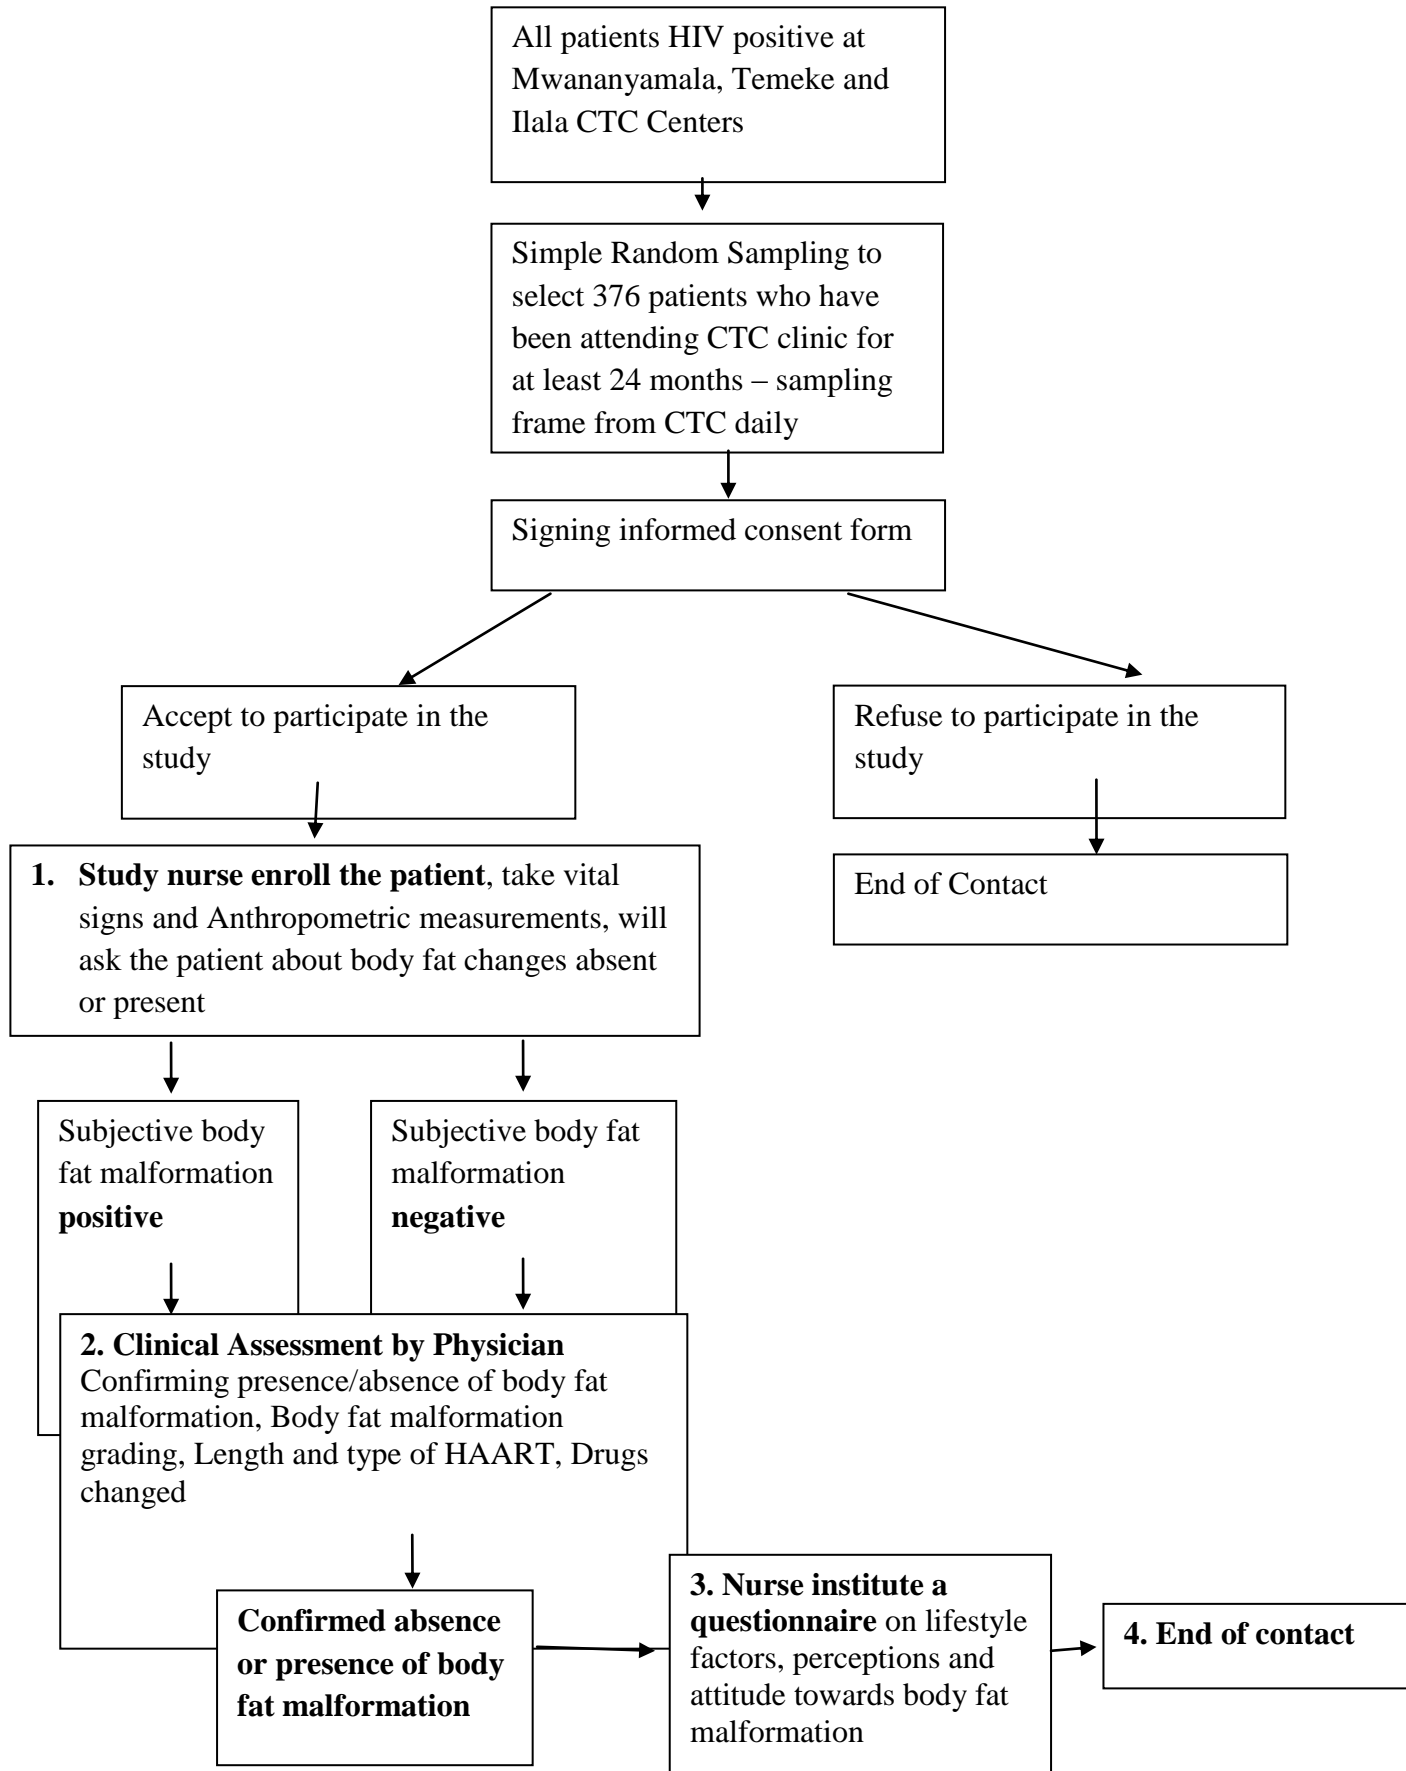 All patients HIV positive at
Mwananyamala, Temeke and
Ilala CTC Centers
Simple Random Sampling to
select 376 patients who have
been attending CTC clinic for
at least 24 months – sampling
frame from CTC daily
Signing informed consent form
Accept to participate in the
study
Refuse to participate in the
study
1. Study nurse enroll the patient, take vital
signs and Anthropometric measurements, will
ask the patient about body fat changes absent
or present
End of Contact
Subjective body
fat malformation
positive
Subjective body fat
malformation
negative
2. Clinical Assessment by Physician
Confirming presence/absence of body fat
malformation, Body fat malformation
grading, Length and type of HAART, Drugs
changed
Confirmed absence
or presence of body
fat malformation
3. Nurse institute a
questionnaire on lifestyle
factors, perceptions and
attitude towards body fat
malformation
4. End of contact